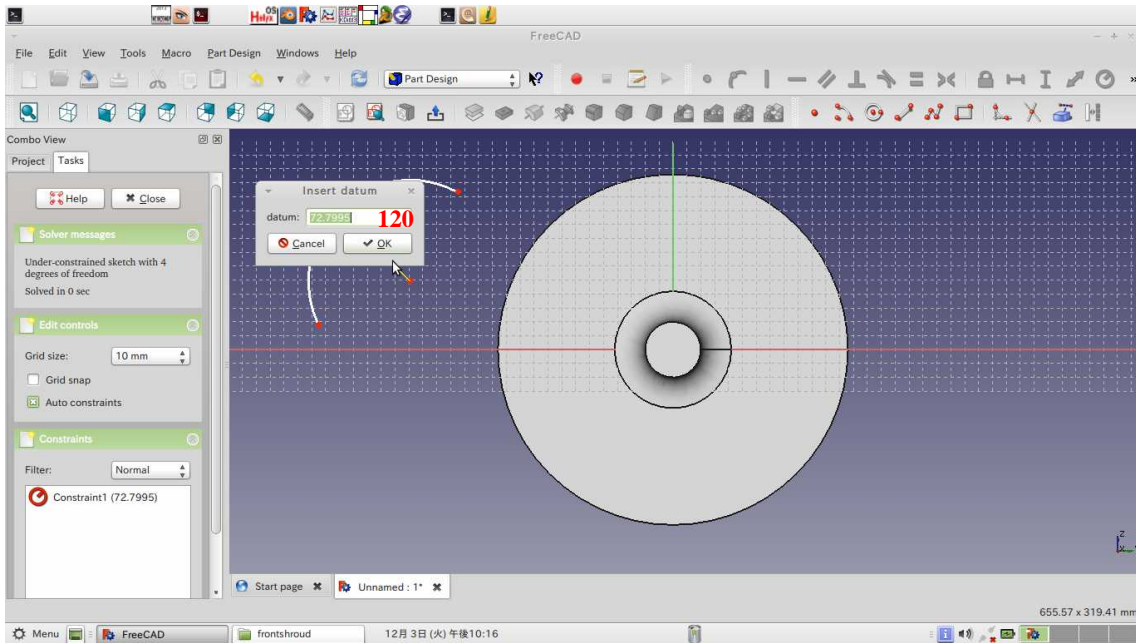 FreeCAD
File Edit View Tools Macro Part Design Windows Help
Part Design
Combo View
Project Tasks
Help Close
Solver messages
Under-constrained sketch with 4
degrees of freedom
Solved in 0 sec
Edit controls
Grid size: 10 mm
Grid snap
Auto constraints
Constraints
Filter: Normal
Constraint1 (72.7995)
Insert datum
datum: 72.7995 120
Cancel OK
z
x
Start page Unnamed : 1*
655.57 x 319.41 mm
Menu FreeCAD frontshroud 12月 3日 (火) 午後10:16